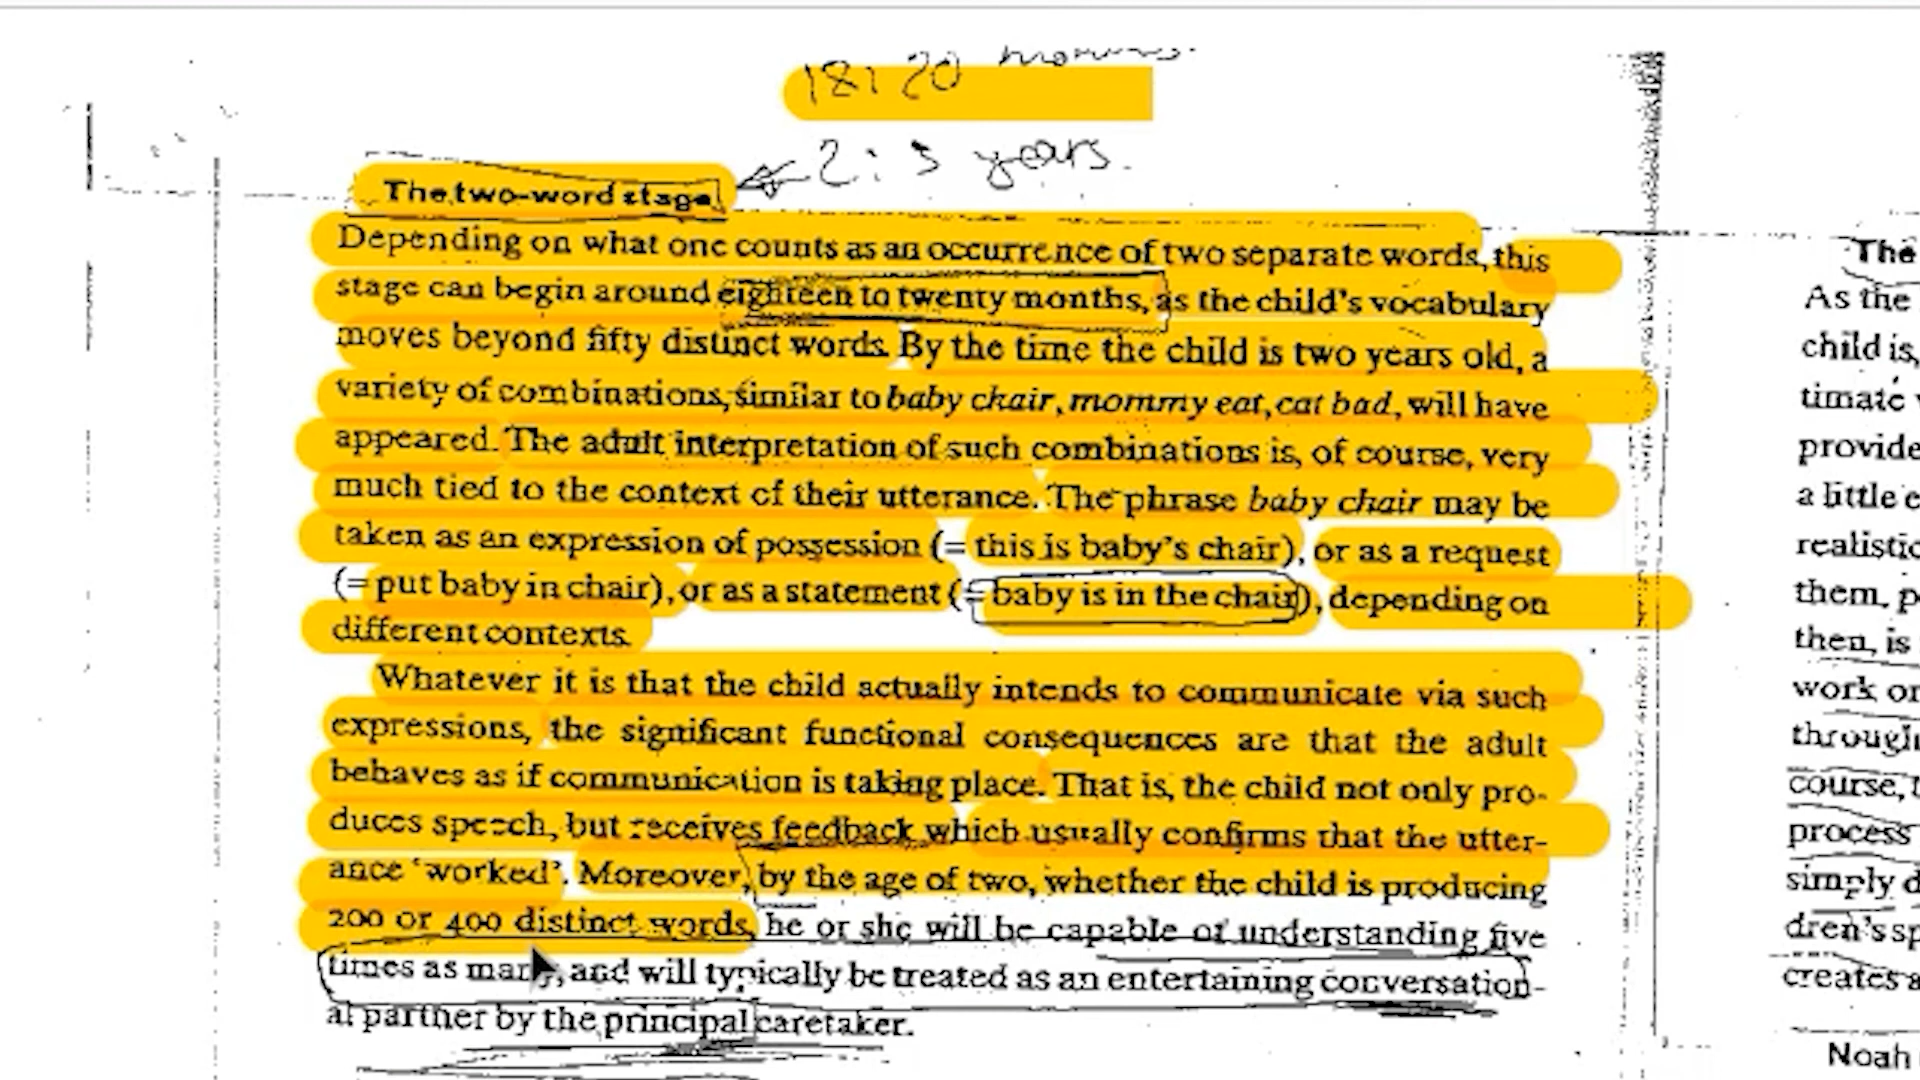 18: 20 months.
2: 3 years.
The two-word stage
Depending on what one counts as an occurrence of two separate words, this
stage can begin around eighteen to twenty months, as the child's vocabulary
moves beyond fifty distinct words. By the time the child is two years old, a
variety of combinations, similar to baby chair, mommy eat, cat bad, will have
appeared. The adult interpretation of such combinations is, of course, very
much tied to the context of their utterance. The phrase baby chair may be
taken as an expression of possession (= this is baby's chair), or as a request
(= put baby in chair), or as a statement (= baby is in the chair), depending on
different contexts.
Whatever it is that the child actually intends to communicate via such
expressions, the significant functional consequences are that the adult
behaves as if communication is taking place. That is, the child not only pro-
duces speech, but receives feedback which usually confirms that the utter-
ance 'worked'. Moreover, by the age of two, whether the child is producing
200 or 400 distinct words, he or she will be capable of understanding five
times as many, and will typically be treated as an entertaining conversation-
al partner by the principal caretaker.
The
As the
child is,
timate
provide
a little
realistic
them,
then, is
work
through
course,
process
simply
dren's
creates
Noah